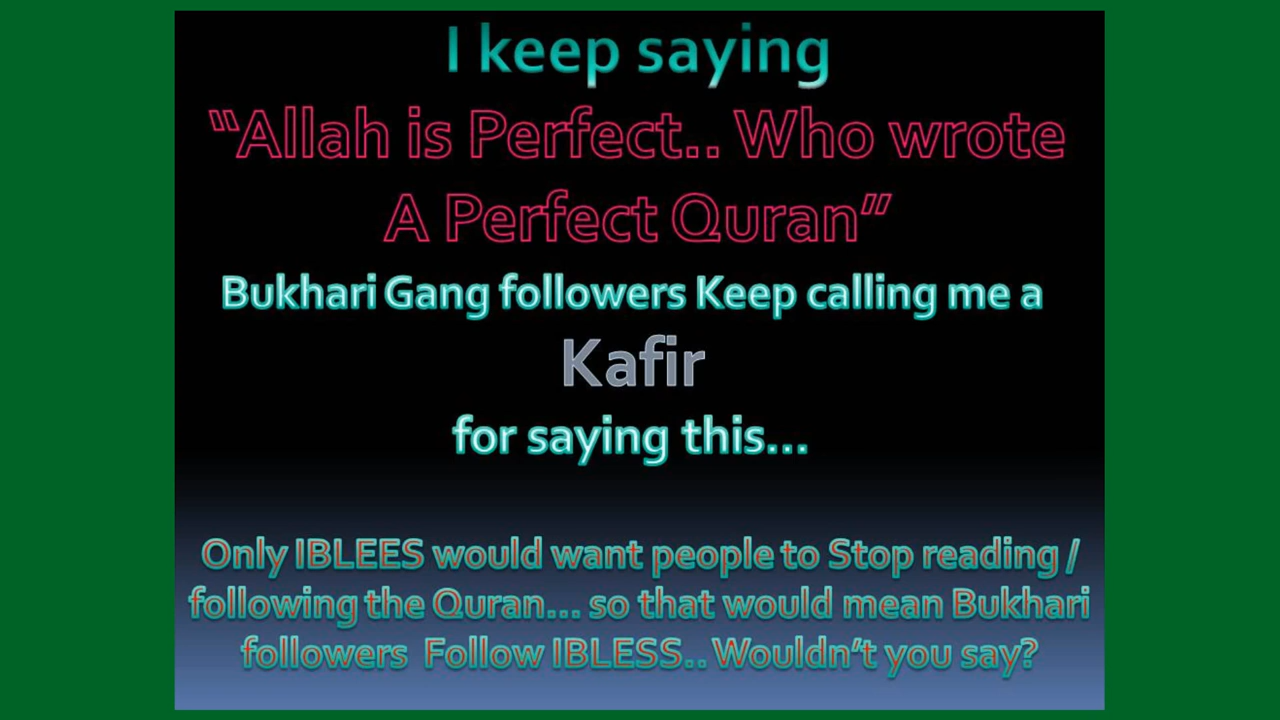 I keep saying
“Allah is Perfect.. Who wrote
A Perfect Quran”
Bukhari Gang followers Keep calling me a
Kafir
for saying this...
Only IBLEES would want people to Stop reading /
following the Quran... so that would mean Bukhari
followers Follow IBLESS.. Wouldn’t you say?